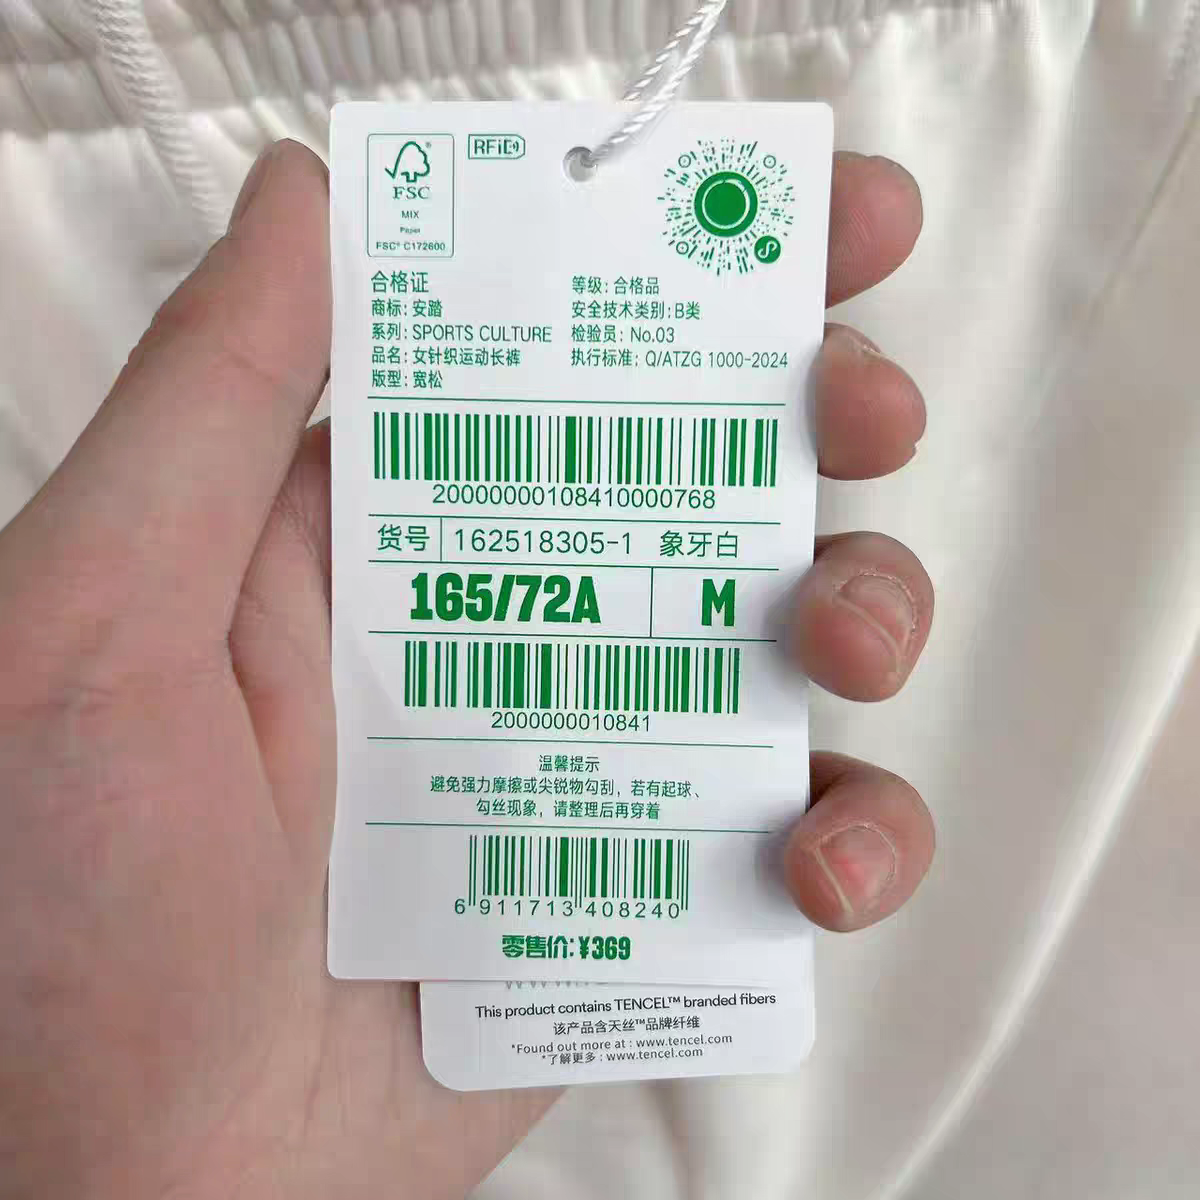 RFiD
FSC
MIX
Paper
FSC® C172600
合格证
商标: 安踏
系列: SPORTS CULTURE
品名: 女针织运动长裤
版型: 宽松
等级: 合格品
安全技术类别: B类
检验员: No.03
执行标准: Q/ATZG 1000-2024
20000000108410000768
货号 162518305-1 象牙白
165/72A M
2000000010841
温馨提示
避免强力摩擦或尖锐物勾刮，若有起球、
勾丝现象，请整理后再穿着
6 911713 408240
零售价: ¥369
This product contains TENCEL™ branded fibers
该产品含天丝™品牌纤维
*Found out more at : www.tencel.com
*了解更多 : www.tencel.com